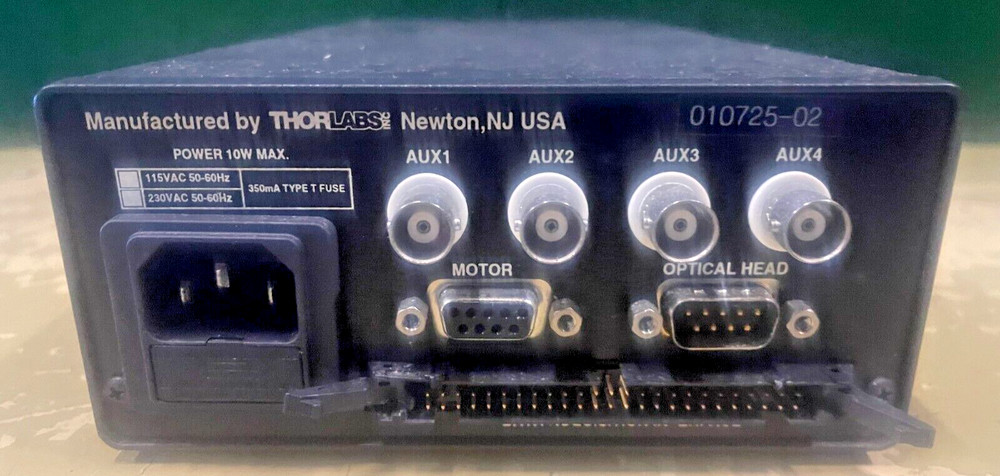 Manufactured by THORLABS INC Newton,NJ USA
010725-02
POWER 10W MAX.
115VAC 50-60Hz
230VAC 50-60Hz
350mA TYPE T FUSE
AUX1 AUX2 AUX3 AUX4
MOTOR OPTICAL HEAD